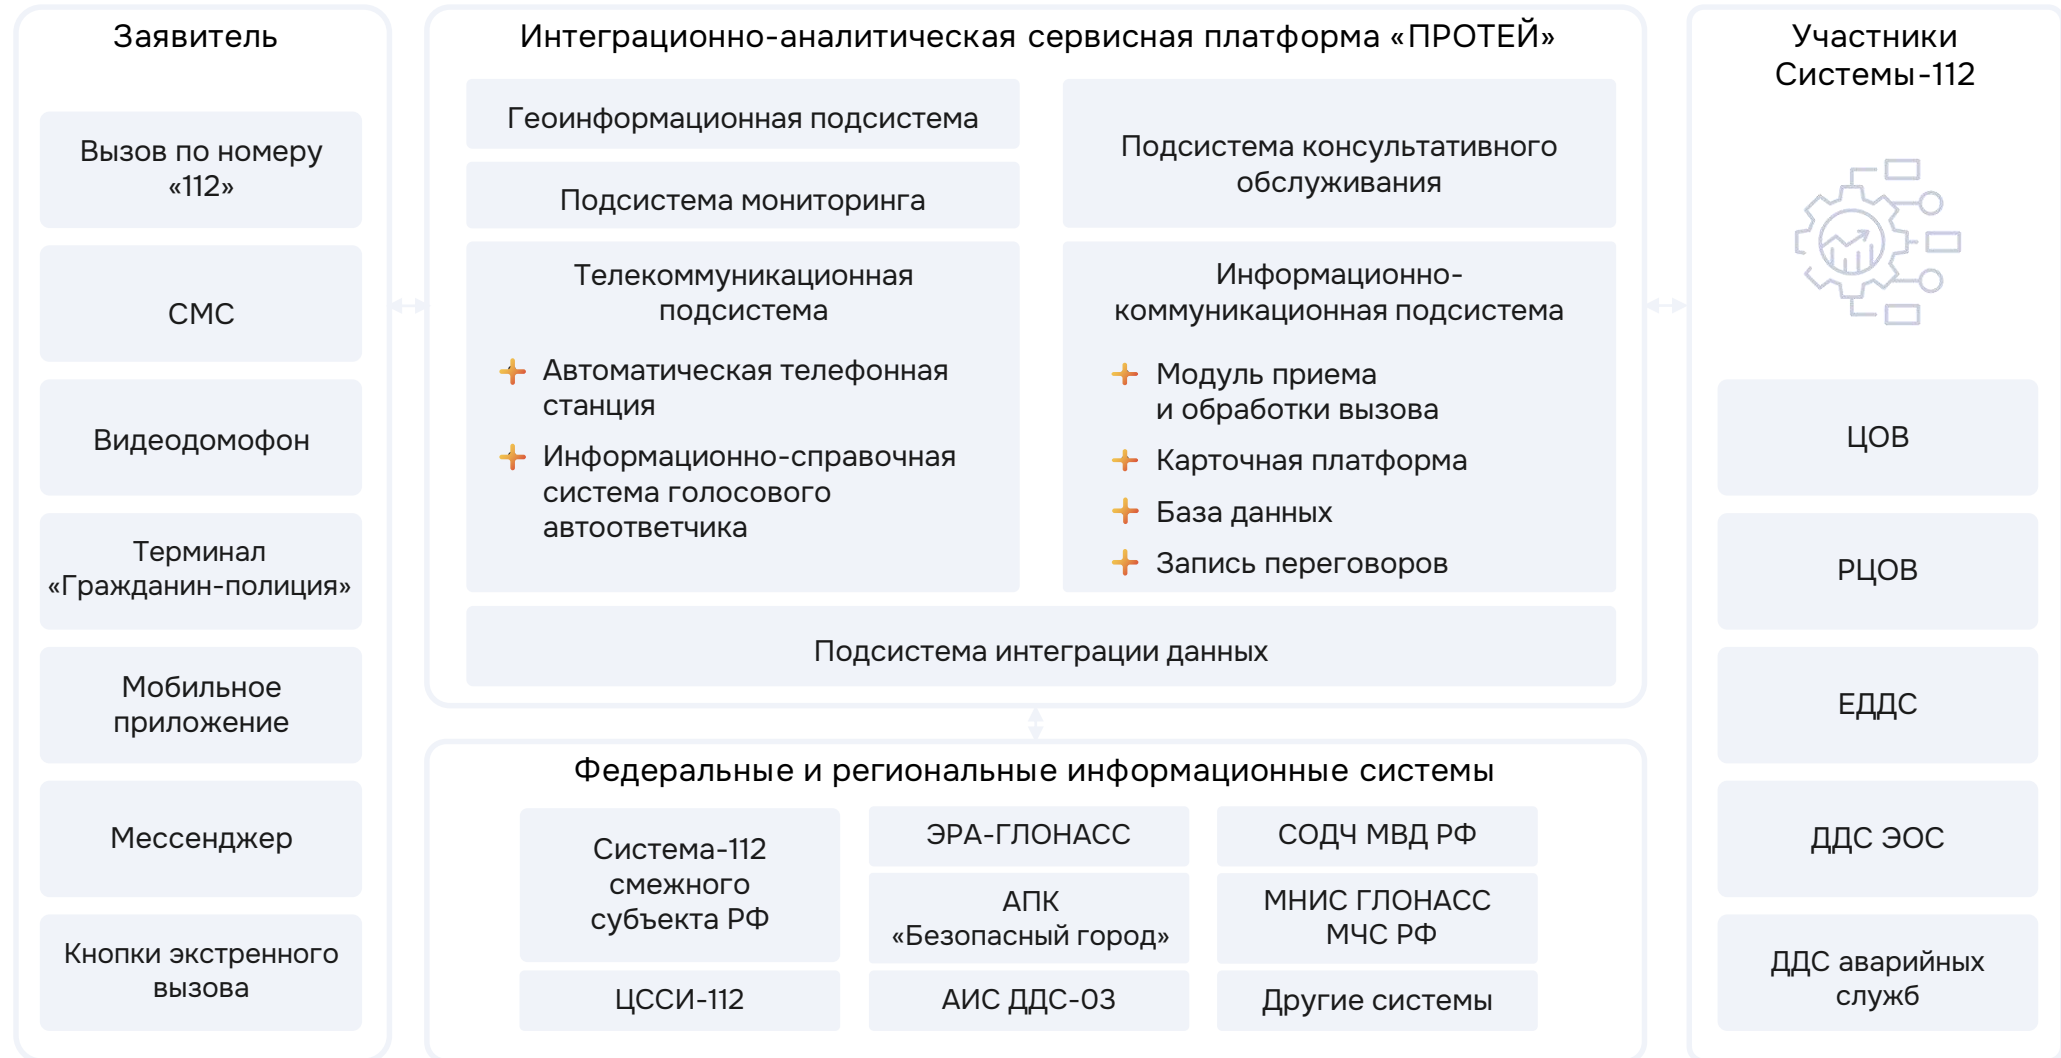 Заявитель
Вызов по номеру
«112»
СМС
Видеодомофон
Терминал
«Гражданин-полиция»
Мобильное
приложение
Мессенджер
Кнопки экстренного
вызова
Интеграционно-аналитическая сервисная платформа «ПРОТЕЙ»
Геоинформационная подсистема
Подсистема мониторинга
Подсистема консультативного
обслуживания
Телекоммуникационная
подсистема
Автоматическая телефонная
станция
Информационно-справочная
система голосового
автоответчика
Информационно-
коммуникационная подсистема
Модуль приема
и обработки вызова
Карточная платформа
База данных
Запись переговоров
Подсистема интеграции данных
Федеральные и региональные информационные системы
Система-112
смежного
субъекта РФ
ЦССИ-112
ЭРА-ГЛОНАСС
АПК
«Безопасный город»
АИС ДДС-03
СОДЧ МВД РФ
МНИС ГЛОНАСС
МЧС РФ
Другие системы
Участники
Системы-112
ЦОВ
РЦОВ
ЕДДС
ДДС ЭОС
ДДС аварийных
служб